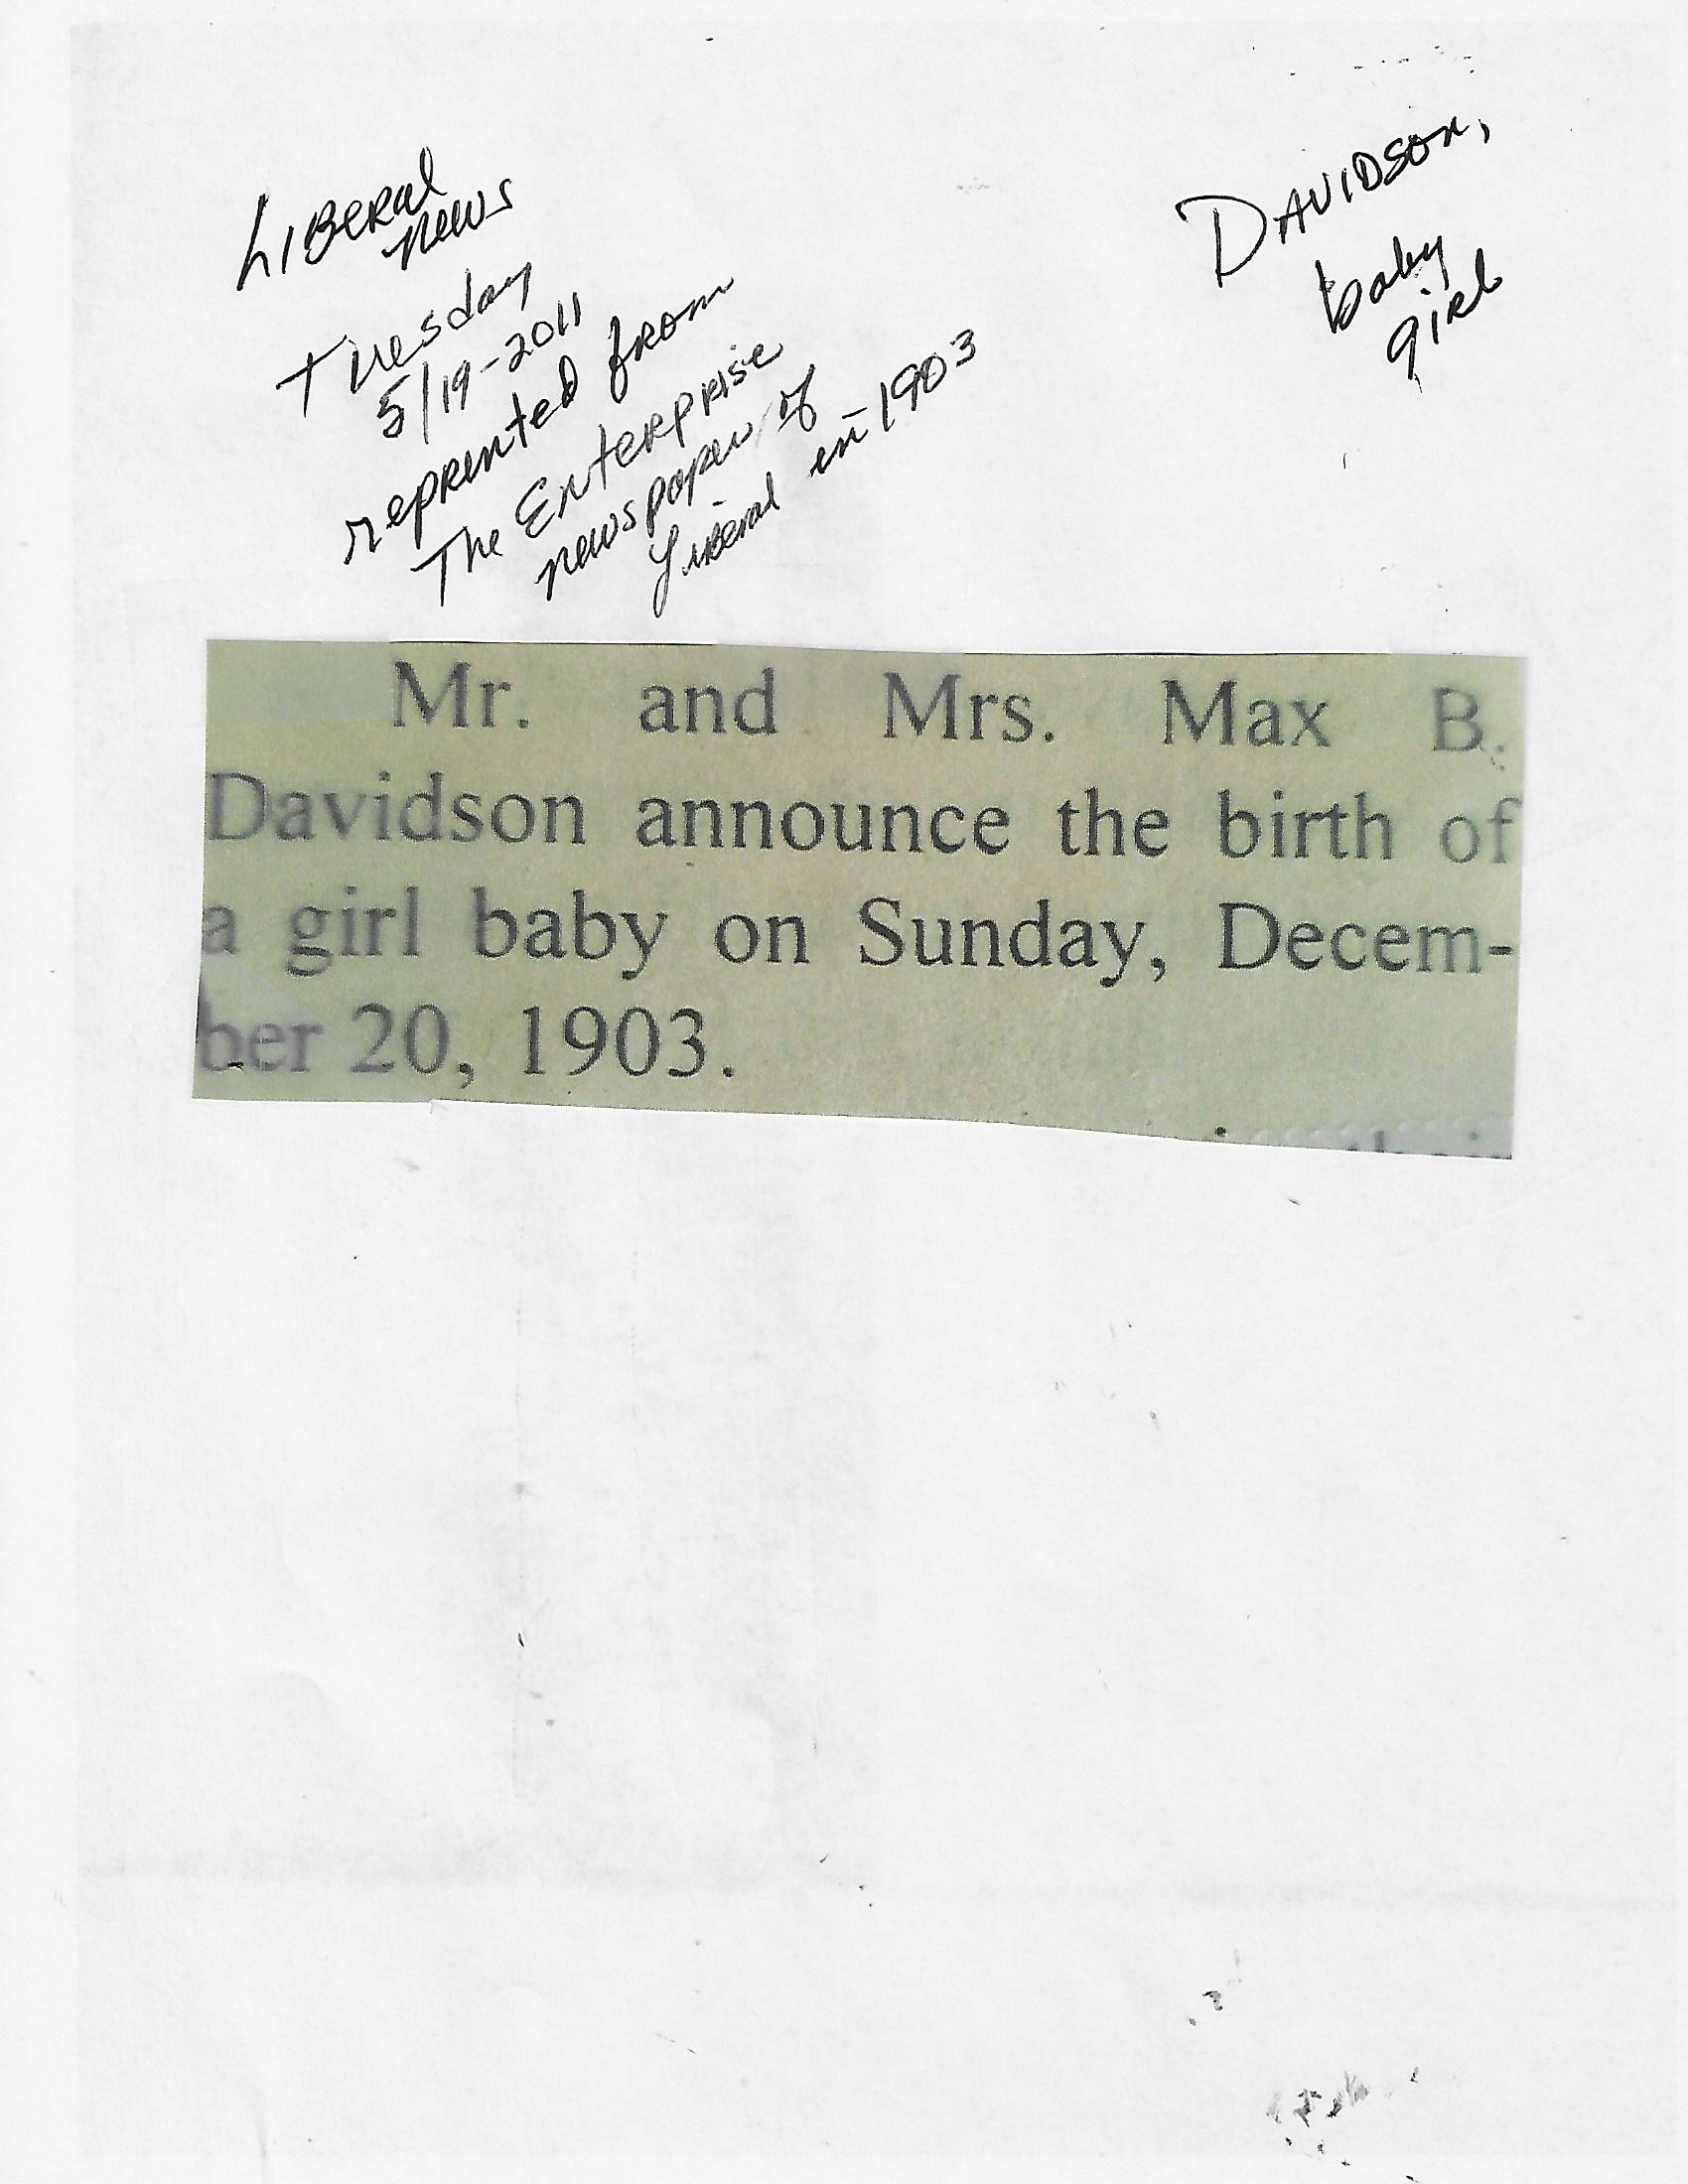 LIBERAL
news
Tuesday
5/19-2011
reprinted from
The Enterprise
newspaper of
Liberal in 1903
DAVIDSON,
baby
girl
Mr. and Mrs. Max B.
Davidson announce the birth of
a girl baby on Sunday, Decem-
ber 20, 1903.